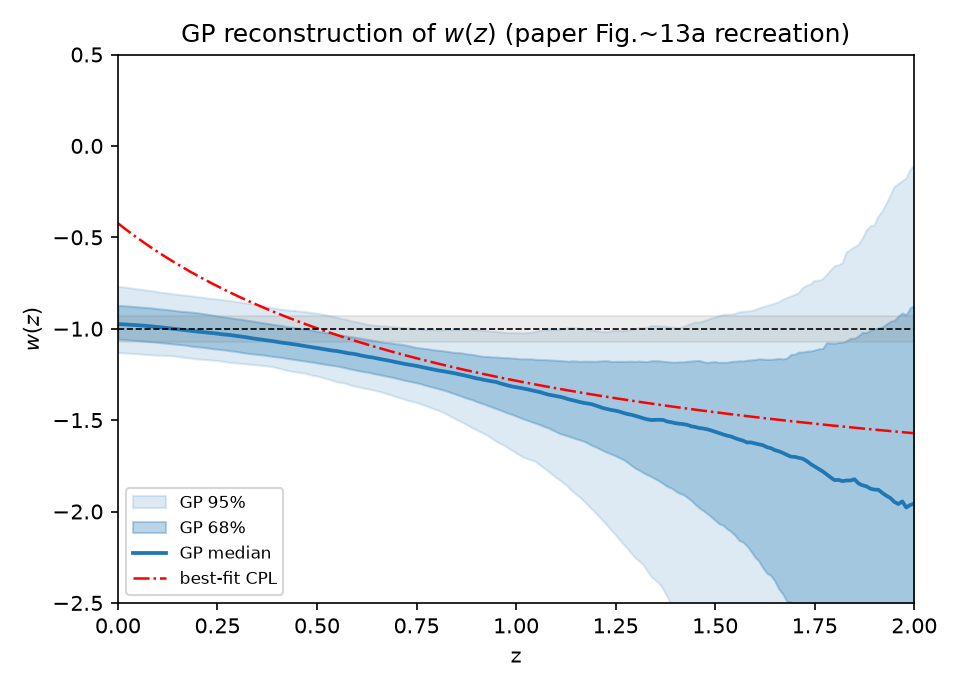 GP reconstruction of w(z) (paper Fig.~13a recreation)
0.5
0.0
−0.5
−1.0
−1.5
−2.0
−2.5
w(z)
GP 95%
GP 68%
GP median
best-fit CPL
0.00 0.25 0.50 0.75 1.00 1.25 1.50 1.75 2.00
z